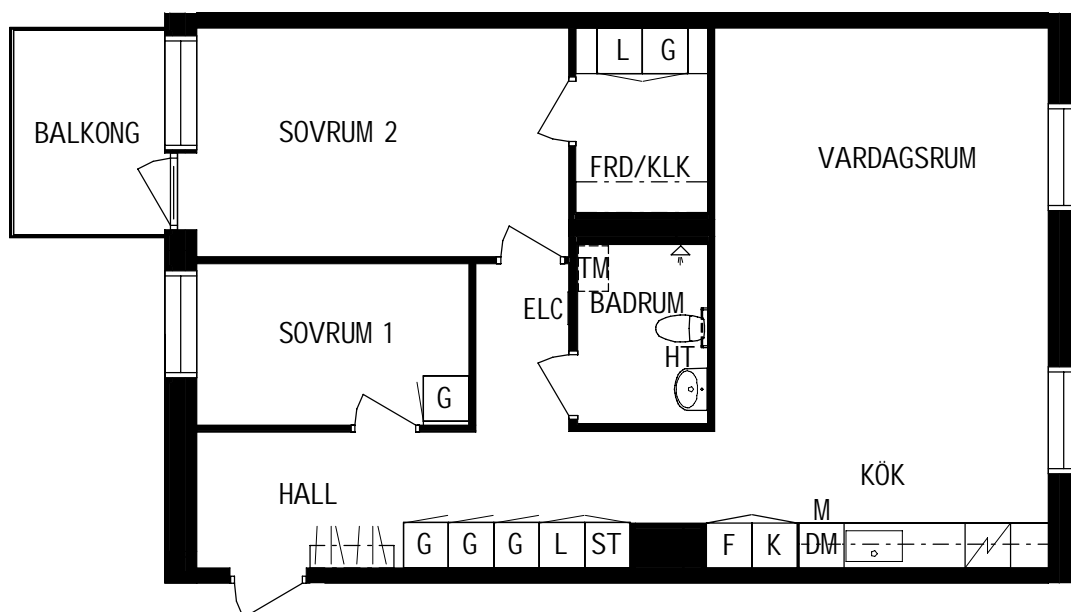 L G
BALKONG
SOVRUM 2
FRD/KLK
VARDAGSRUM
TM
BADRUM
ELC
SOVRUM 1
HT
G
HALL
KÖK
M
G G G L ST F K DM